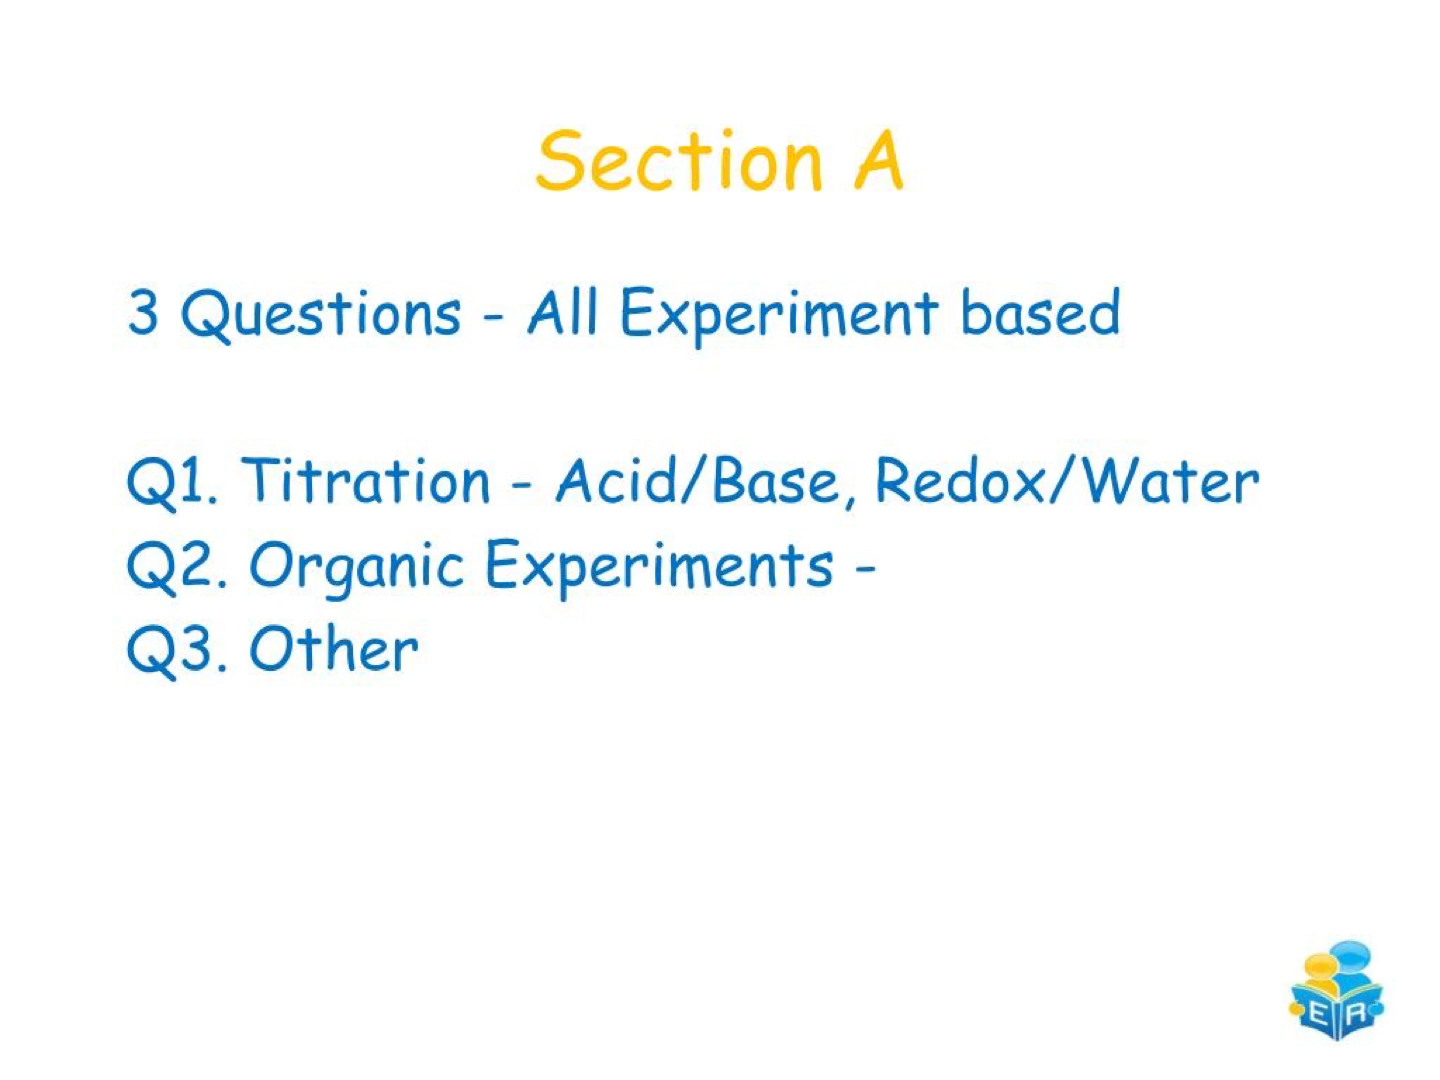 Section A
3 Questions - All Experiment based
Q1. Titration - Acid/Base, Redox/Water
Q2. Organic Experiments -
Q3. Other
E R